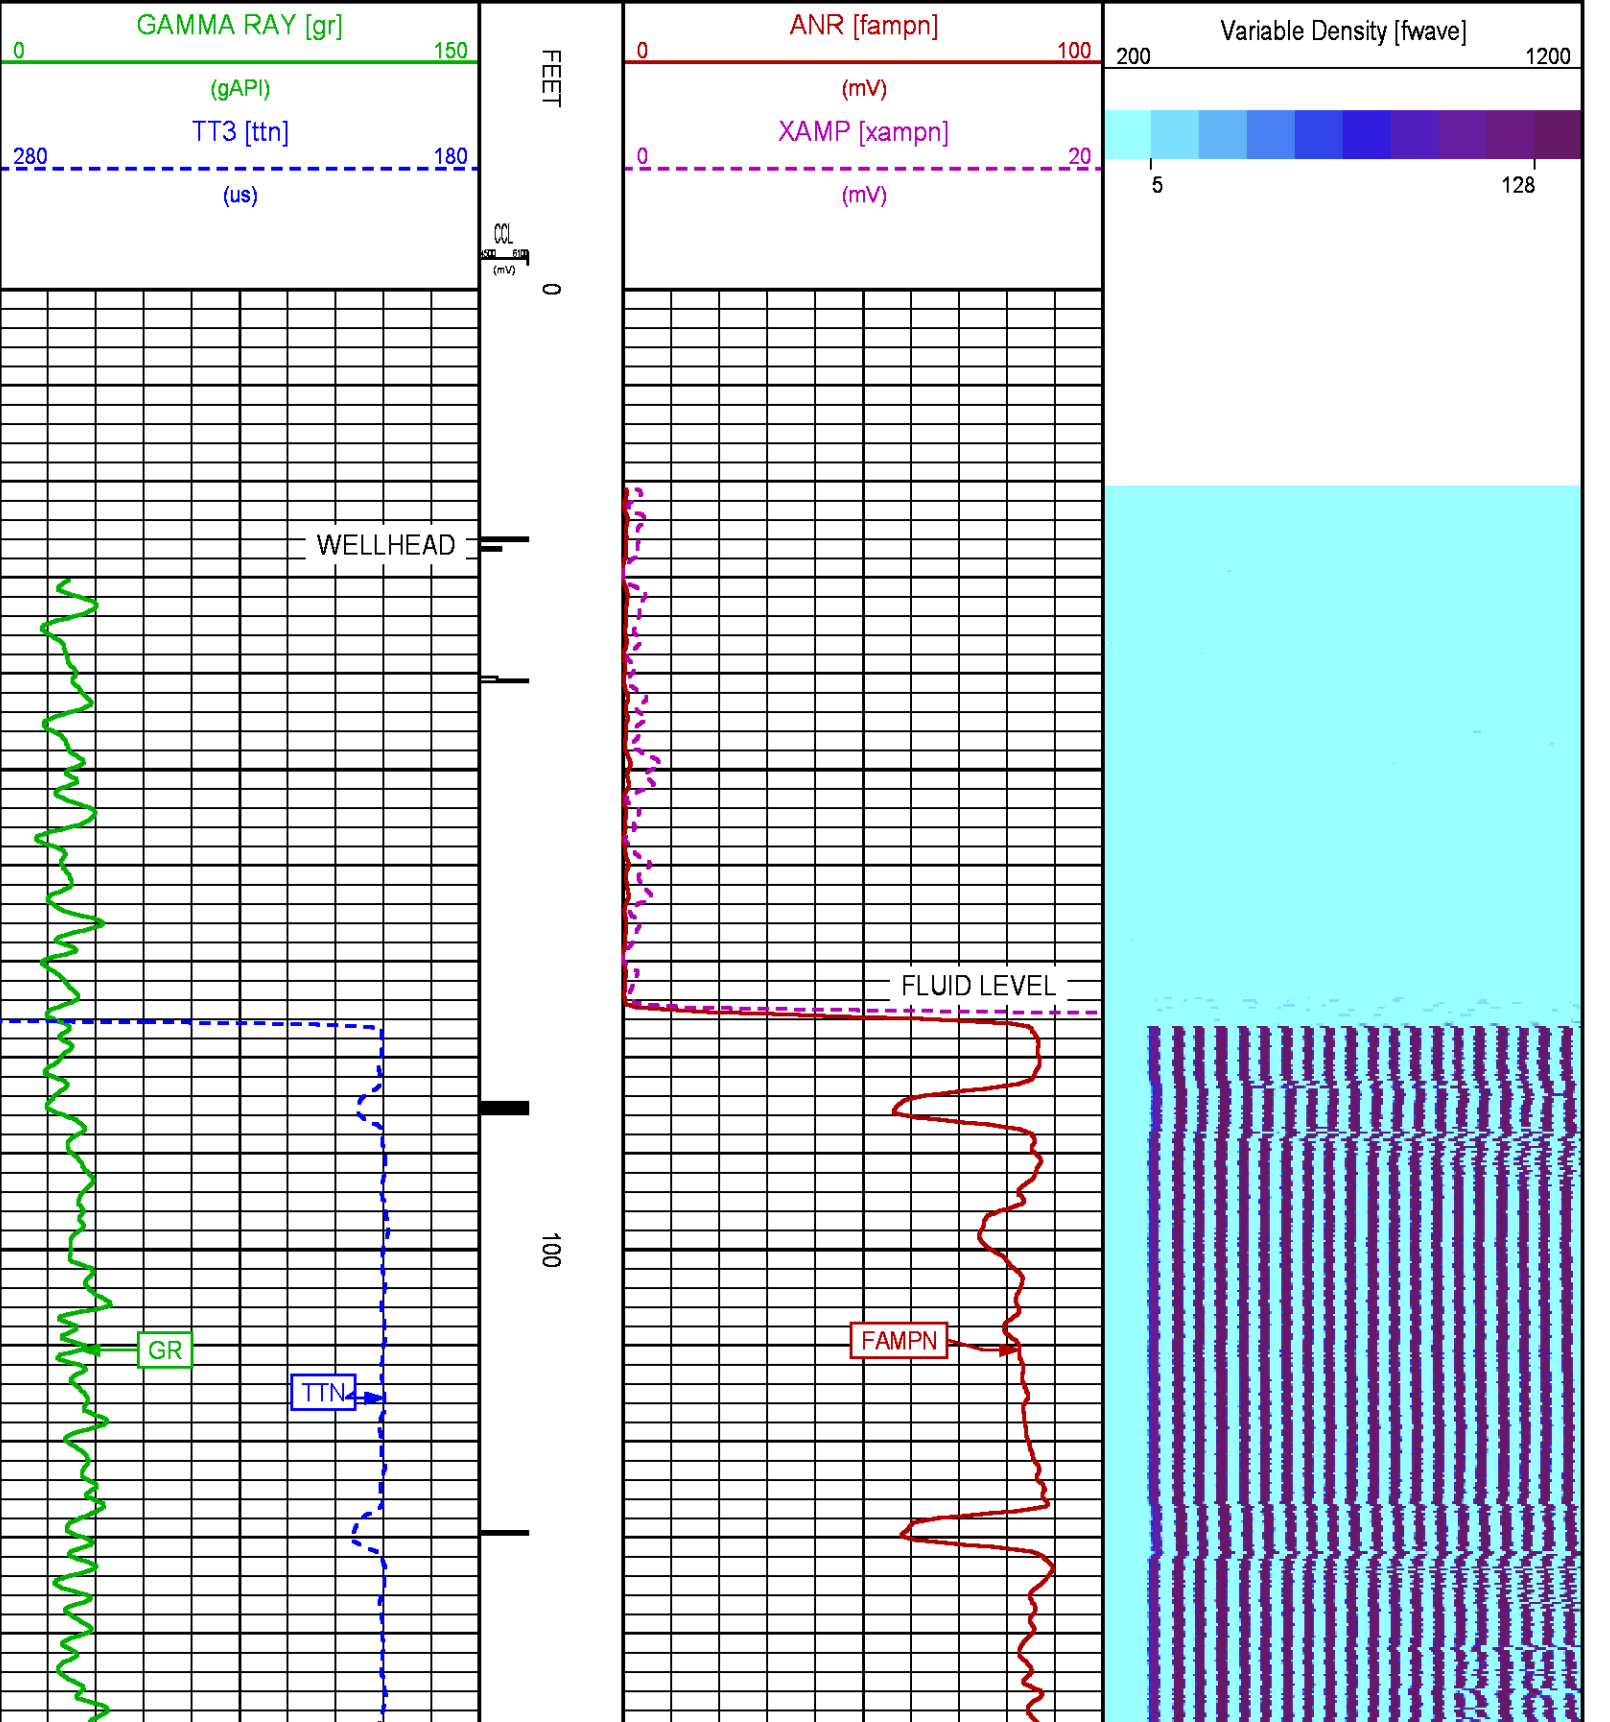 GAMMA RAY [gr]
0 150
(gAPI)
TT3 [ttn]
280 180
(us)
FEET
CCL
(mV)
ANR [fampn]
0 100
(mV)
XAMP [xampn]
0 20
(mV)
Variable Density [fwave]
200 1200
5 128
0
WELLHEAD
FLUID LEVEL
100
GR
FAMPN
TTN